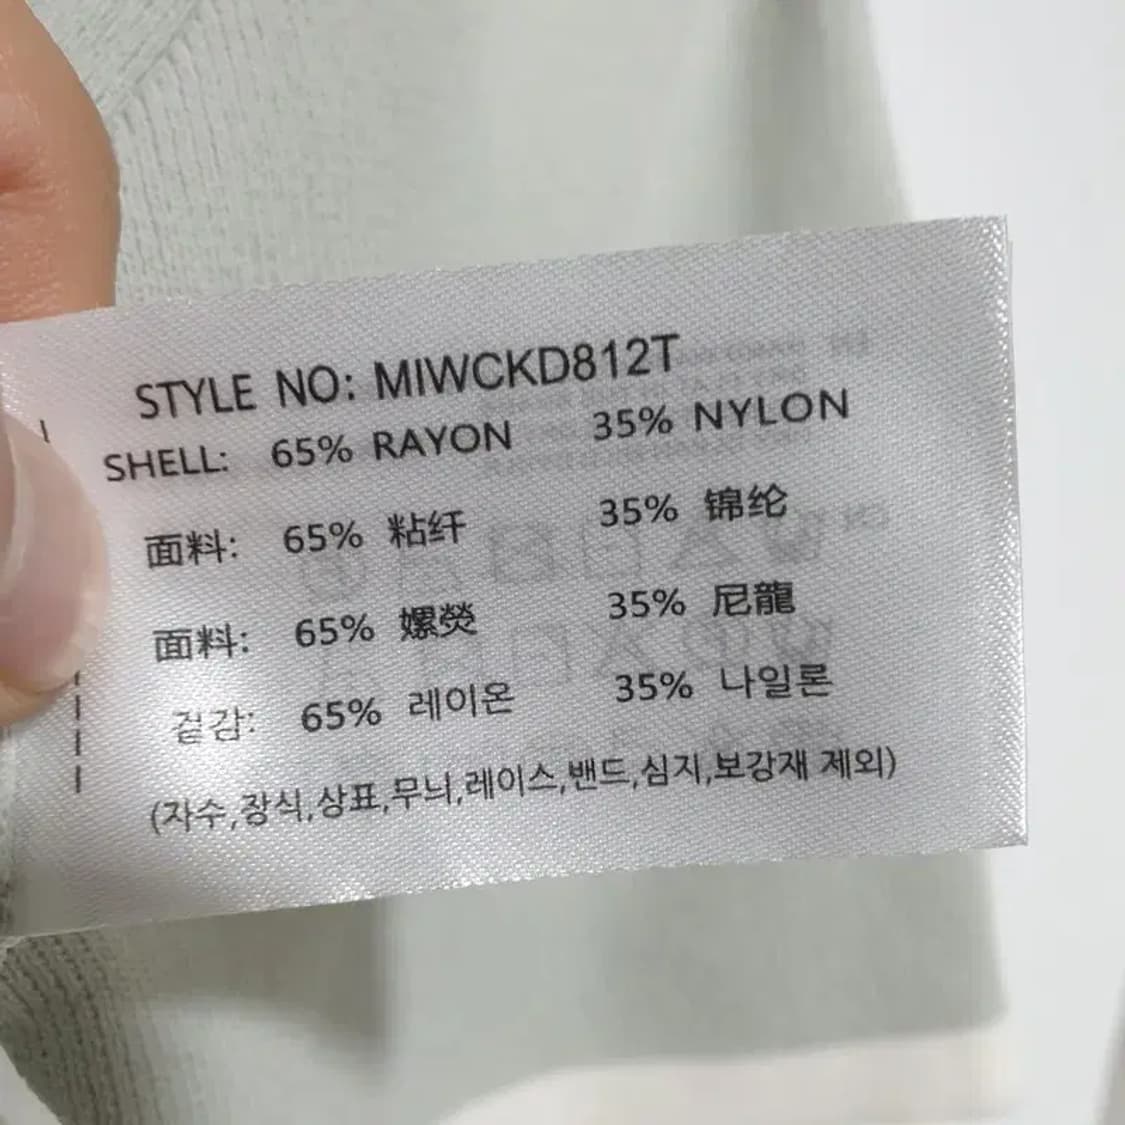 STYLE NO: MIWCKD812T
SHELL: 65% RAYON 35% NYLON
面料: 65% 粘纤 35% 锦纶
面料: 65% 嫘熒 35% 尼龍
겉감: 65% 레이온 35% 나일론
(자수,장식,상표,무늬,레이스,밴드,심지,보강재 제외)